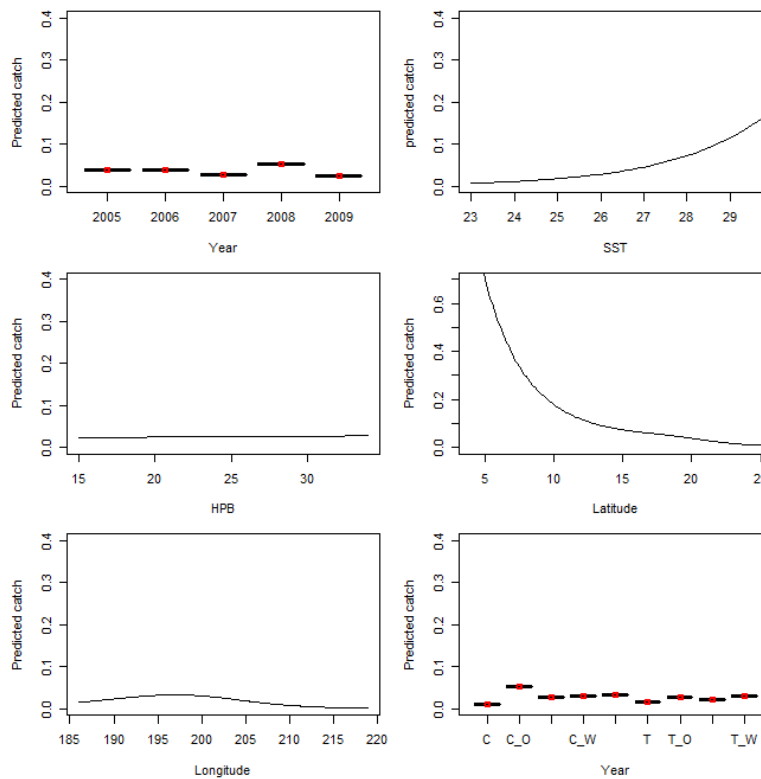 Predicted catch
0.0 0.1 0.2 0.3 0.4
2005 2006 2007 2008 2009
Year
predicted catch
0.0 0.1 0.2 0.3 0.4
23 24 25 26 27 28 29
SST
Predicted catch
0.0 0.1 0.2 0.3 0.4
15 20 25 30
HPB
Predicted catch
0.0 0.2 0.4 0.6
5 10 15 20 25
Latitude
Predicted catch
0.0 0.1 0.2 0.3 0.4
185 190 195 200 205 210 215 220
Longitude
Predicted catch
0.0 0.1 0.2 0.3 0.4
C C_O C_W T T_O T_W
Year